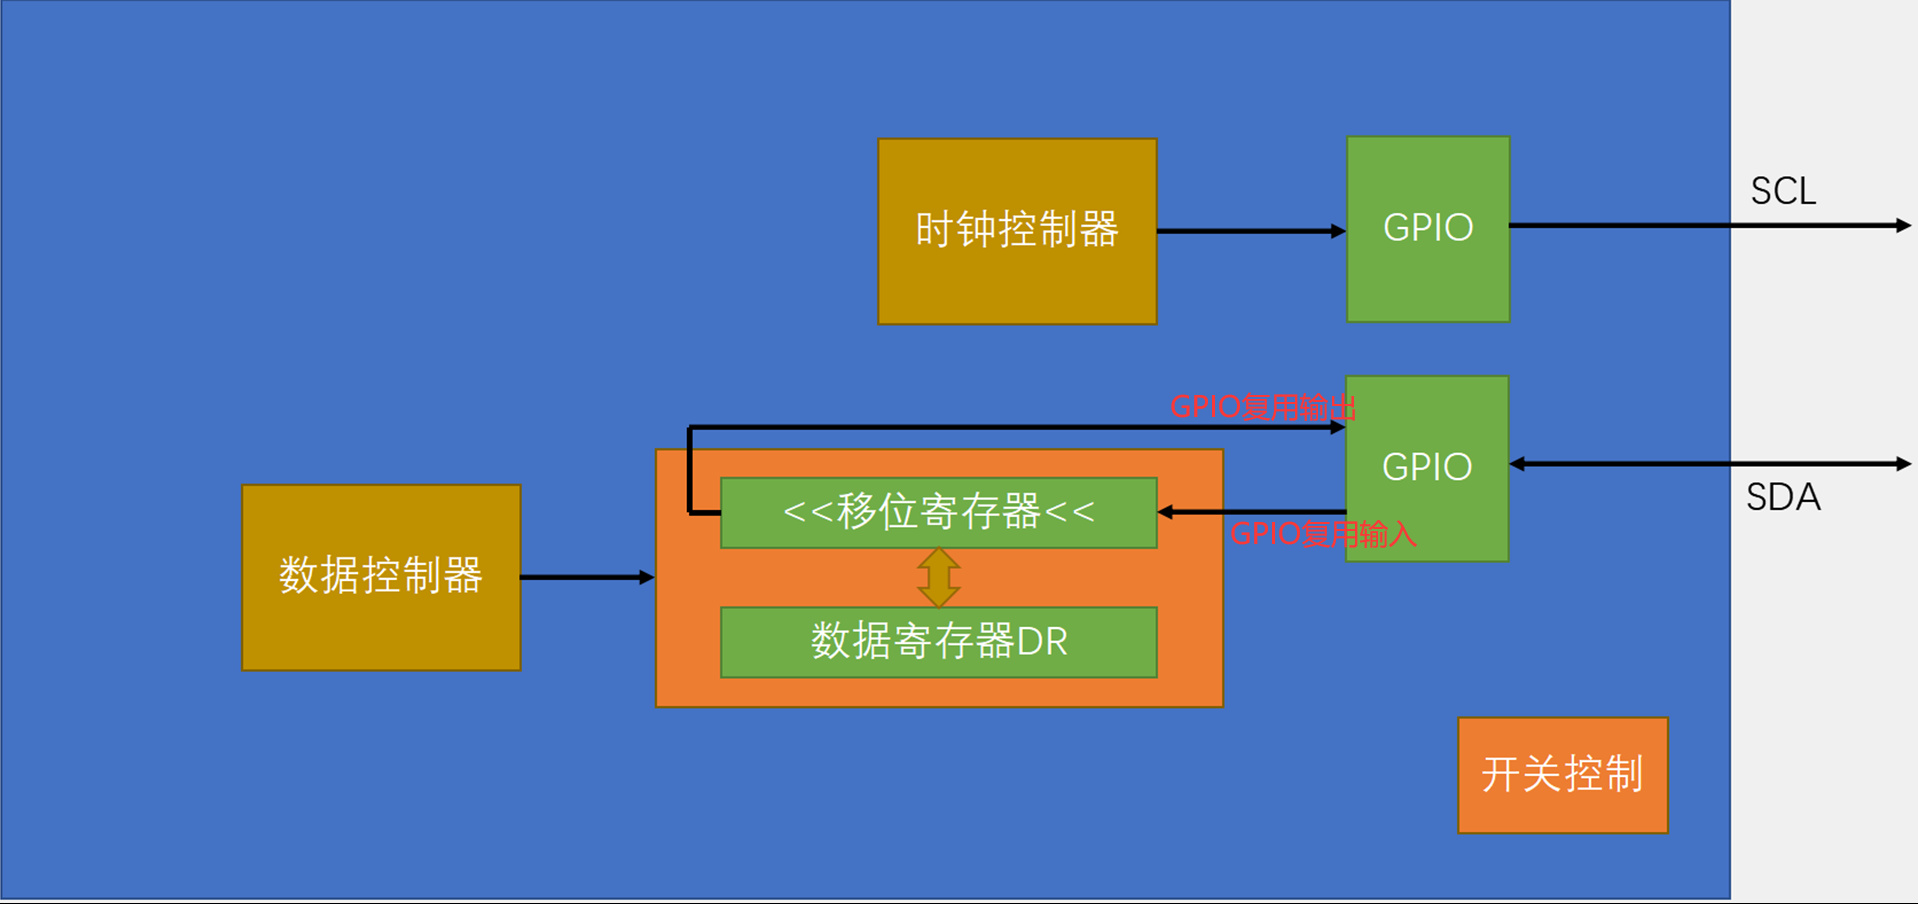 SCL
时钟控制器
GPIO
GPIO复用输出
GPIO
SDA
<<移位寄存器<<
GPIO复用输入
数据控制器
数据寄存器DR
开关控制